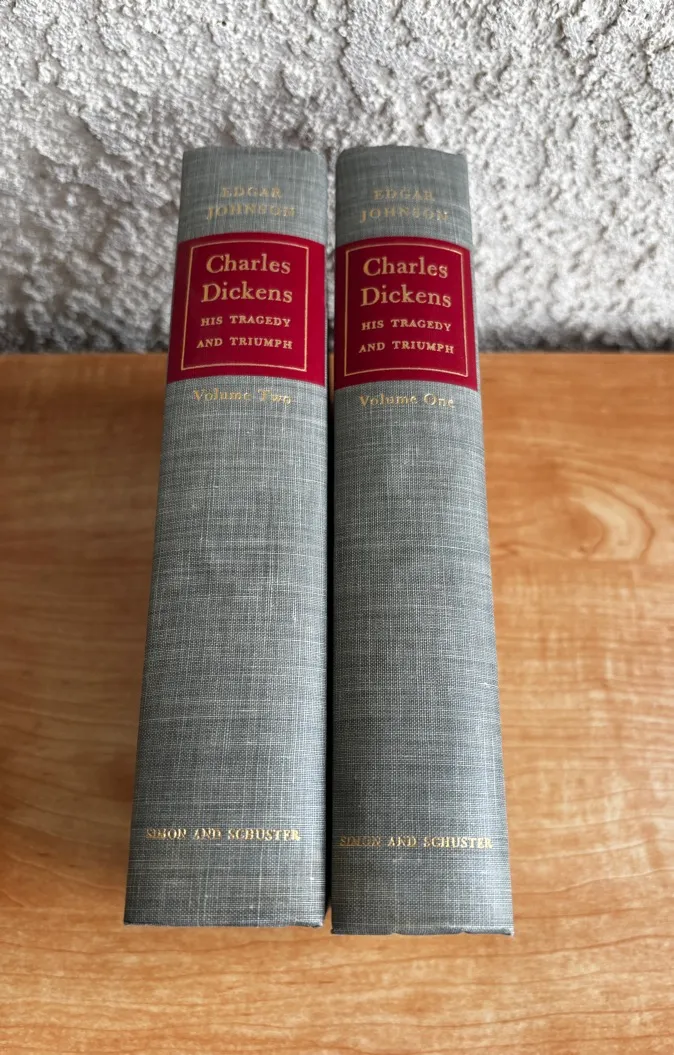 EDGAR
JOHNSON
Charles
Dickens
HIS TRAGEDY
AND TRIUMPH
Volume Two
SIMON AND SCHUSTER
EDGAR
JOHNSON
Charles
Dickens
HIS TRAGEDY
AND TRIUMPH
Volume One
SIMON AND SCHUSTER